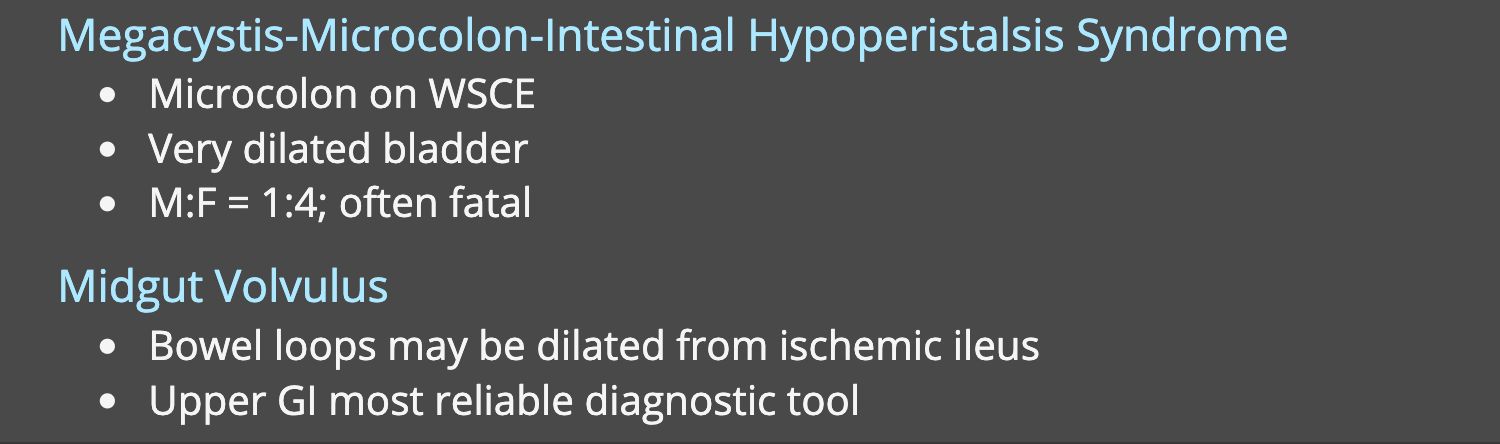 Megacystis-Microcolon-Intestinal Hypoperistalsis Syndrome
• Microcolon on WSCE
• Very dilated bladder
• M:F = 1:4; often fatal
Midgut Volvulus
• Bowel loops may be dilated from ischemic ileus
• Upper GI most reliable diagnostic tool